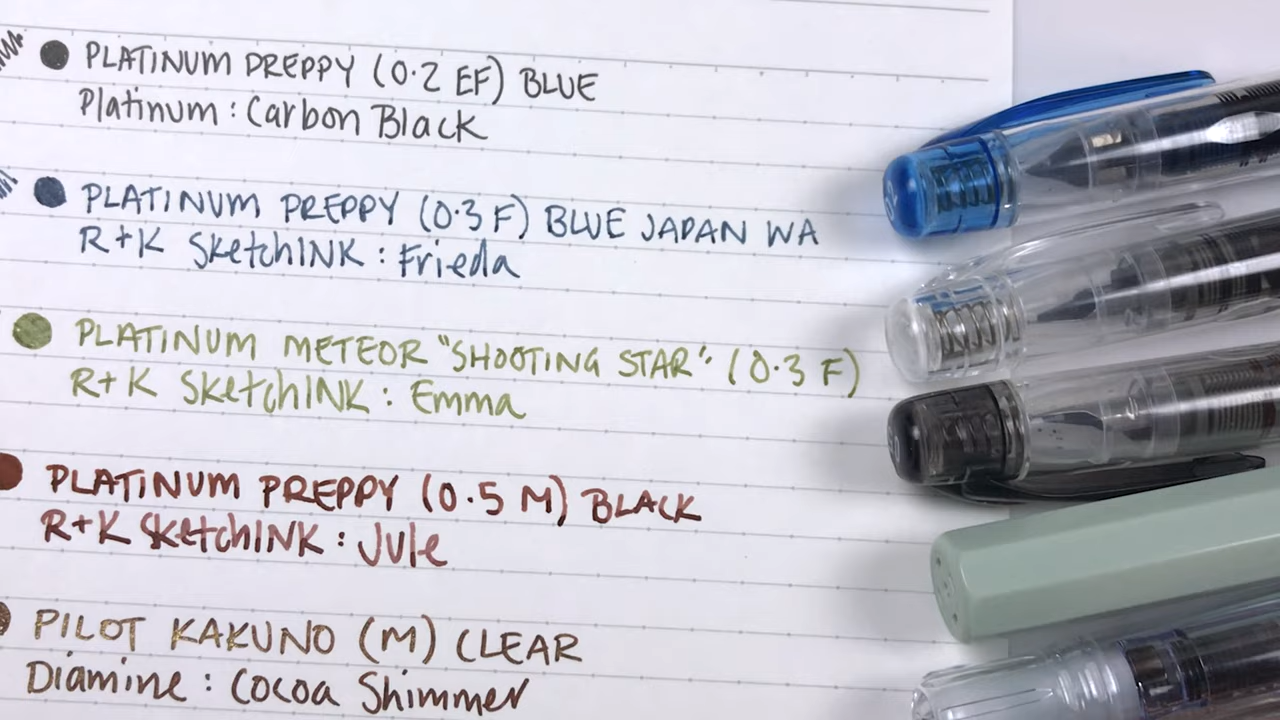 PLATINUM PREPPY (0.2 EF) BLUE
Platinum : Carbon Black
PLATINUM PREPPY (0.3 F) BLUE JAPAN WA
R+K SketchINK : Frieda
PLATINUM METEOR "SHOOTING STAR" (0.3 F)
R+K SketchINK : Emma
PLATINUM PREPPY (0.5 M) BLACK
R+K SketchINK : Jule
PILOT KAKUNO (M) CLEAR
Diamine : Cocoa Shimmer